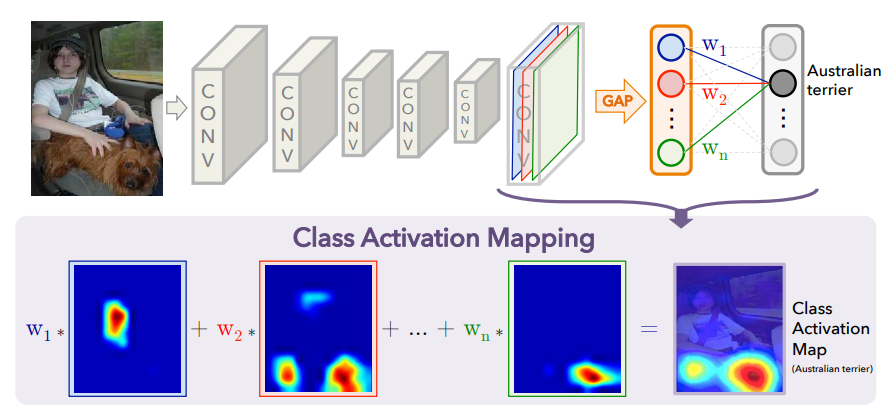 CONV
CONV
CONV
CONV
CONV
CONV
GAP
w1
w2
wn
Australian
terrier
Class Activation Mapping
w1 * + w2 * + ... + wn * =
Class
Activation
Map
(Australian terrier)